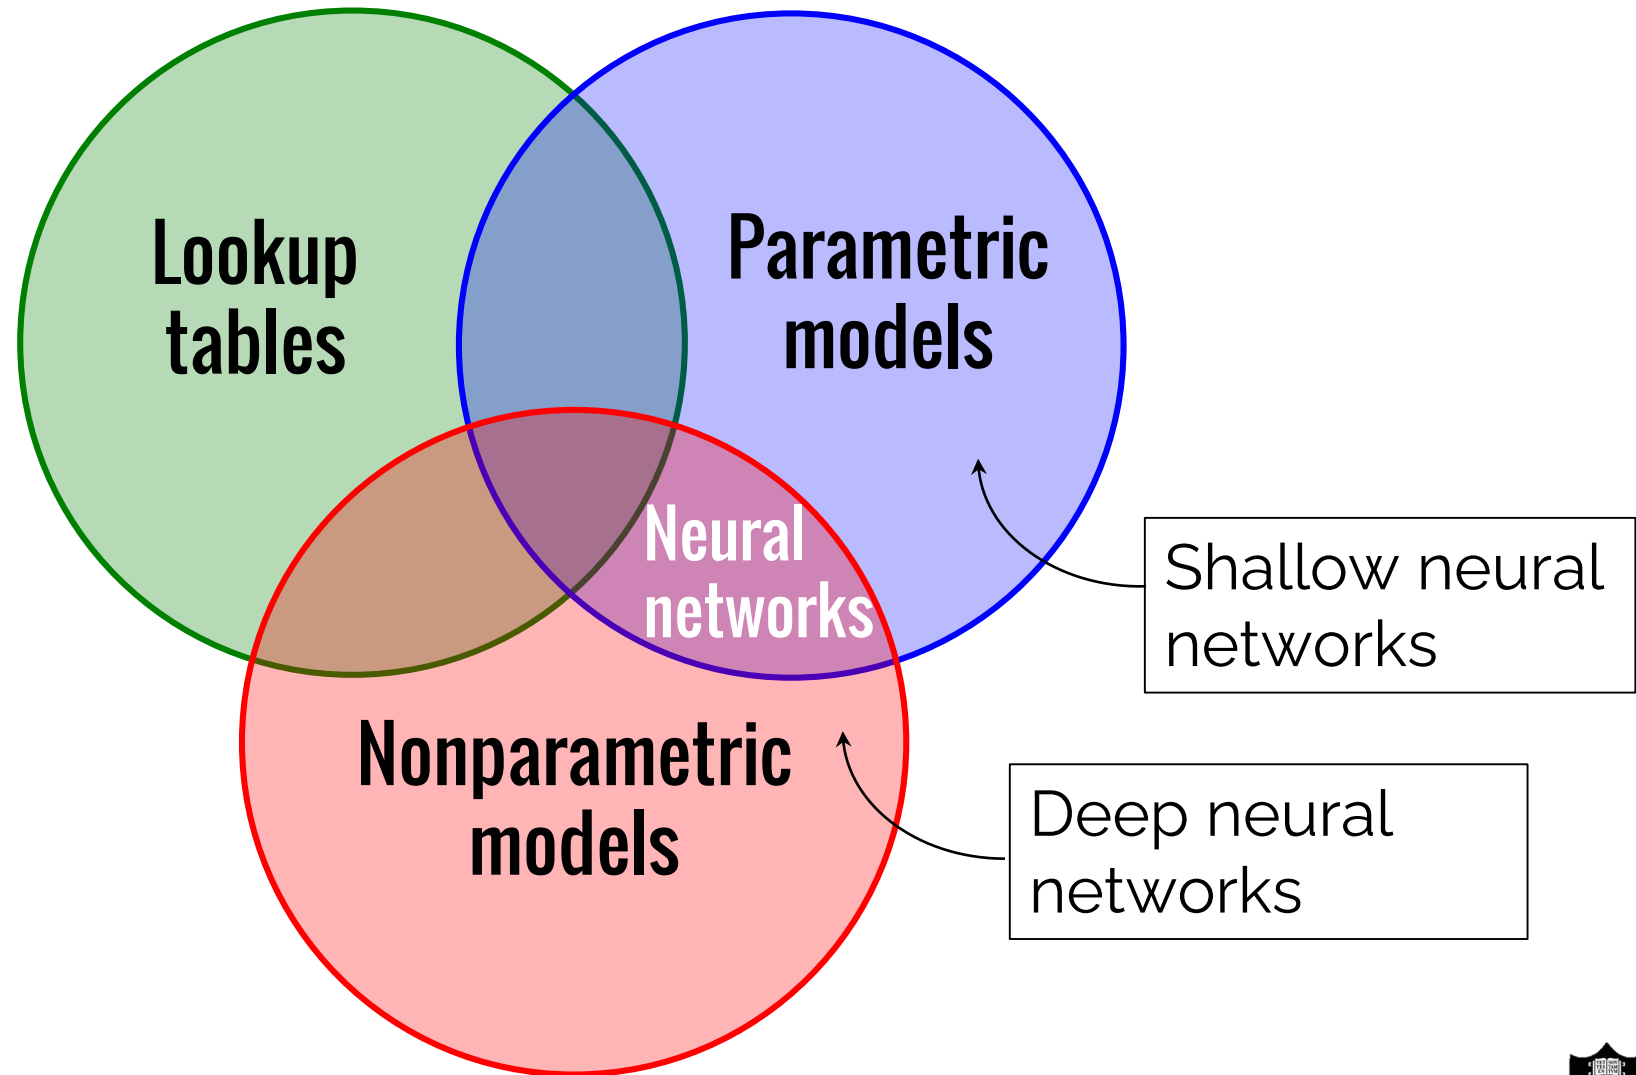 Lookup
tables
Parametric
models
Neural
networks
Shallow neural
networks
Nonparametric
models
Deep neural
networks